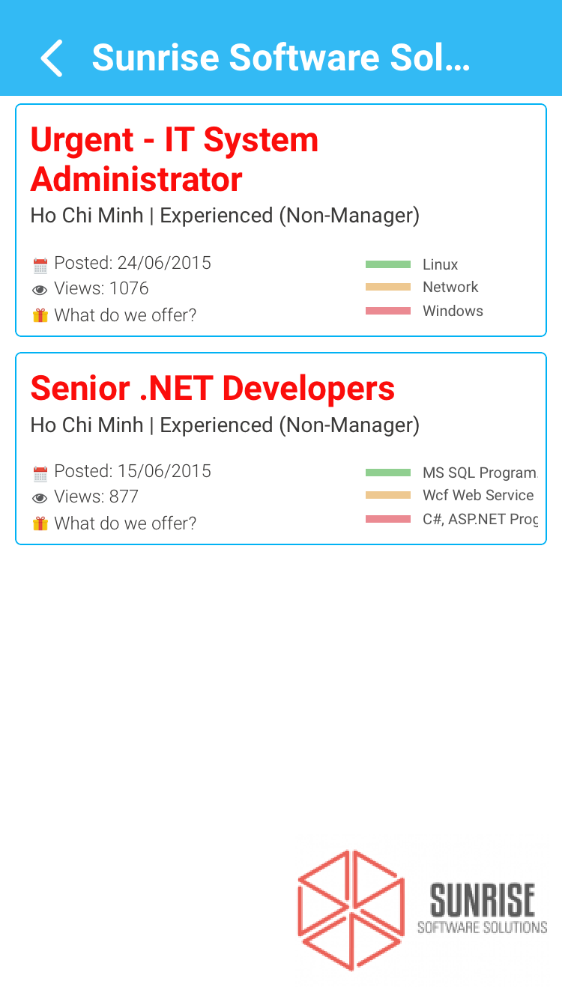 Sunrise Software Sol...
Urgent - IT System
Administrator
Ho Chi Minh | Experienced (Non-Manager)
Posted: 24/06/2015
Views: 1076
What do we offer?
Linux
Network
Windows
Senior .NET Developers
Ho Chi Minh | Experienced (Non-Manager)
Posted: 15/06/2015
Views: 877
What do we offer?
MS SQL Program.
Wcf Web Service
C#, ASP.NET Prog
SUNRISE
SOFTWARE SOLUTIONS